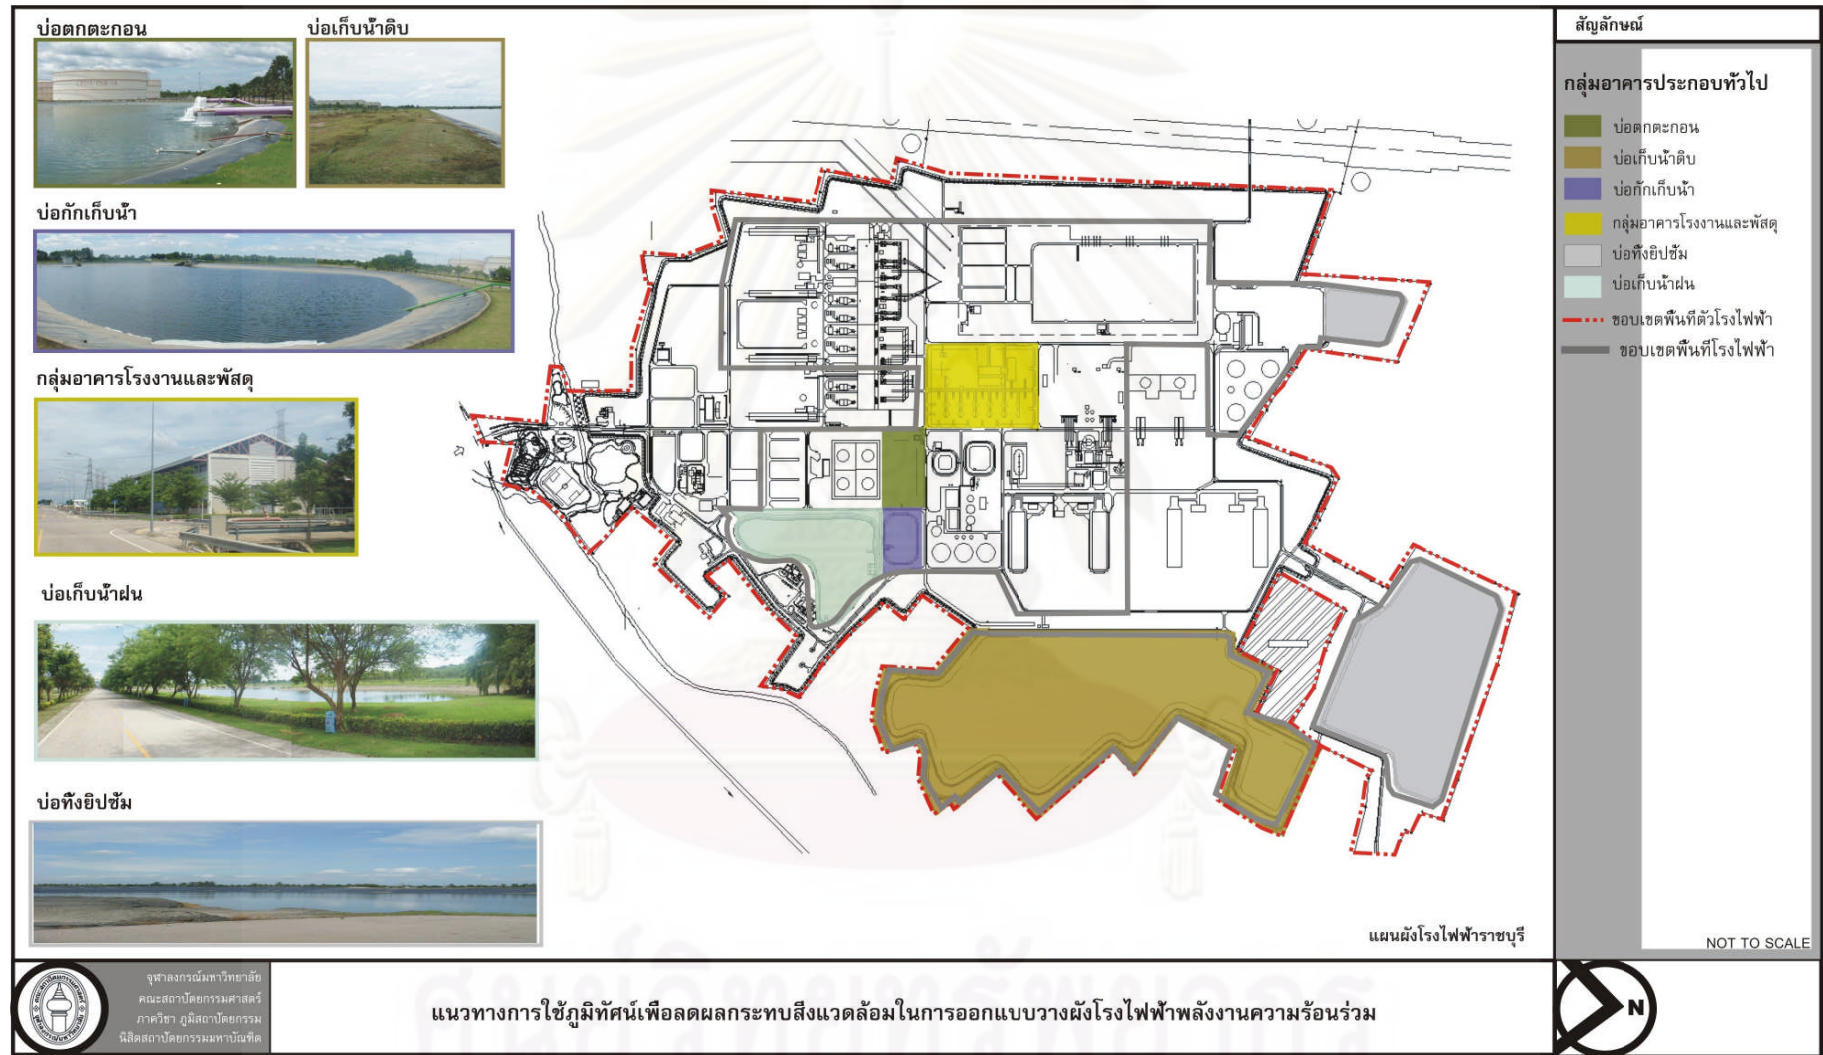 บ่อตกตะกอน
บ่อเก็บน้ำดิบ
บ่อกักเก็บน้ำ
กลุ่มอาคารโรงงานและพัสดุ
บ่อเก็บน้ำฝน
บ่อทิ้งยิปซั่ม
แผนผังโรงไฟฟ้าราชบุรี
สัญลักษณ์
กลุ่มอาคารประกอบทั่วไป
บ่อตกตะกอน
บ่อเก็บน้ำดิบ
บ่อกักเก็บน้ำ
กลุ่มอาคารโรงงานและพัสดุ
บ่อทิ้งยิปซั่ม
บ่อเก็บน้ำฝน
ขอบเขตพื้นที่ตัวโรงไฟฟ้า
ขอบเขตพื้นที่โรงไฟฟ้า
NOT TO SCALE
จุฬาลงกรณ์มหาวิทยาลัย
คณะสถาปัตยกรรมศาสตร์
ภาควิชา ภูมิสถาปัตยกรรม
นิสิตสถาปัตยกรรมมหาบัณฑิต
แนวทางการใช้ภูมิทัศน์เพื่อลดผลกระทบสิ่งแวดล้อมในการออกแบบวางผังโรงไฟฟ้าพลังงานความร้อนร่วม
N
ศูนย์วิทยทรัพยากร